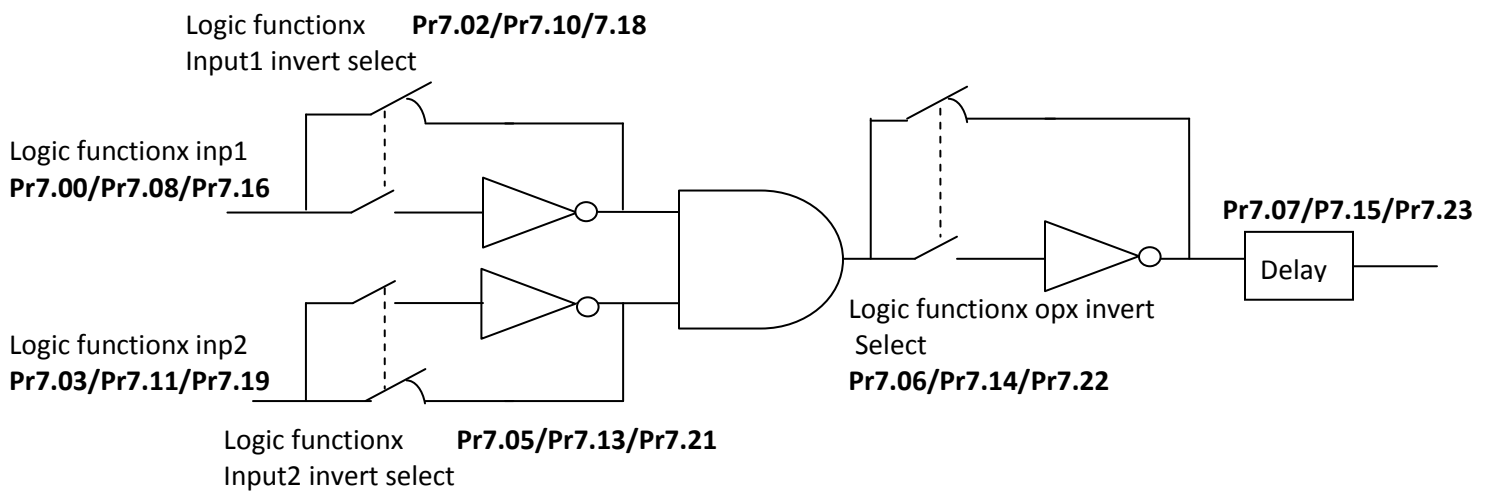 Logic functionx Pr7.02/Pr7.10/7.18
Input1 invert select
Logic functionx inp1
Pr7.00/Pr7.08/Pr7.16
Pr7.07/P7.15/Pr7.23
Delay
Logic functionx opx invert
Select
Pr7.06/Pr7.14/Pr7.22
Logic functionx inp2
Pr7.03/Pr7.11/Pr7.19
Logic functionx Pr7.05/Pr7.13/Pr7.21
Input2 invert select